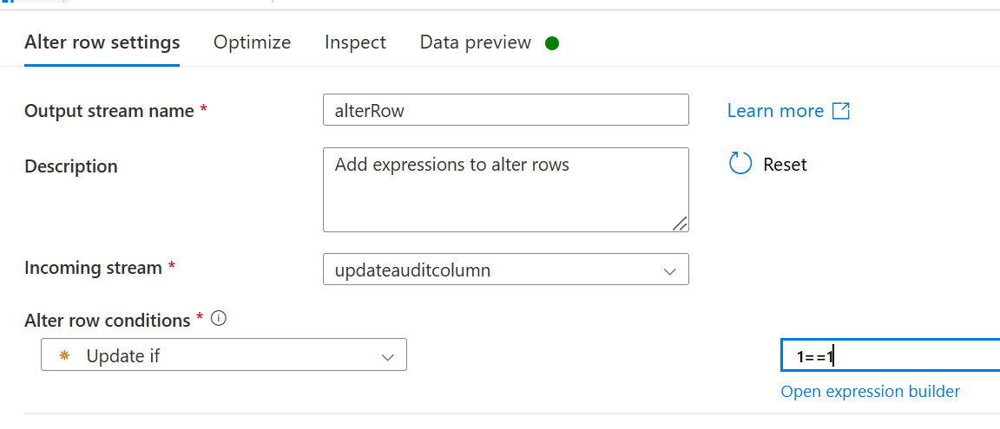 Alter row settings Optimize Inspect Data preview
Output stream name * alterRow Learn more
Description Add expressions to alter rows Reset
Incoming stream * updateauditcolumn
Alter row conditions *
Update if 1==1
Open expression builder